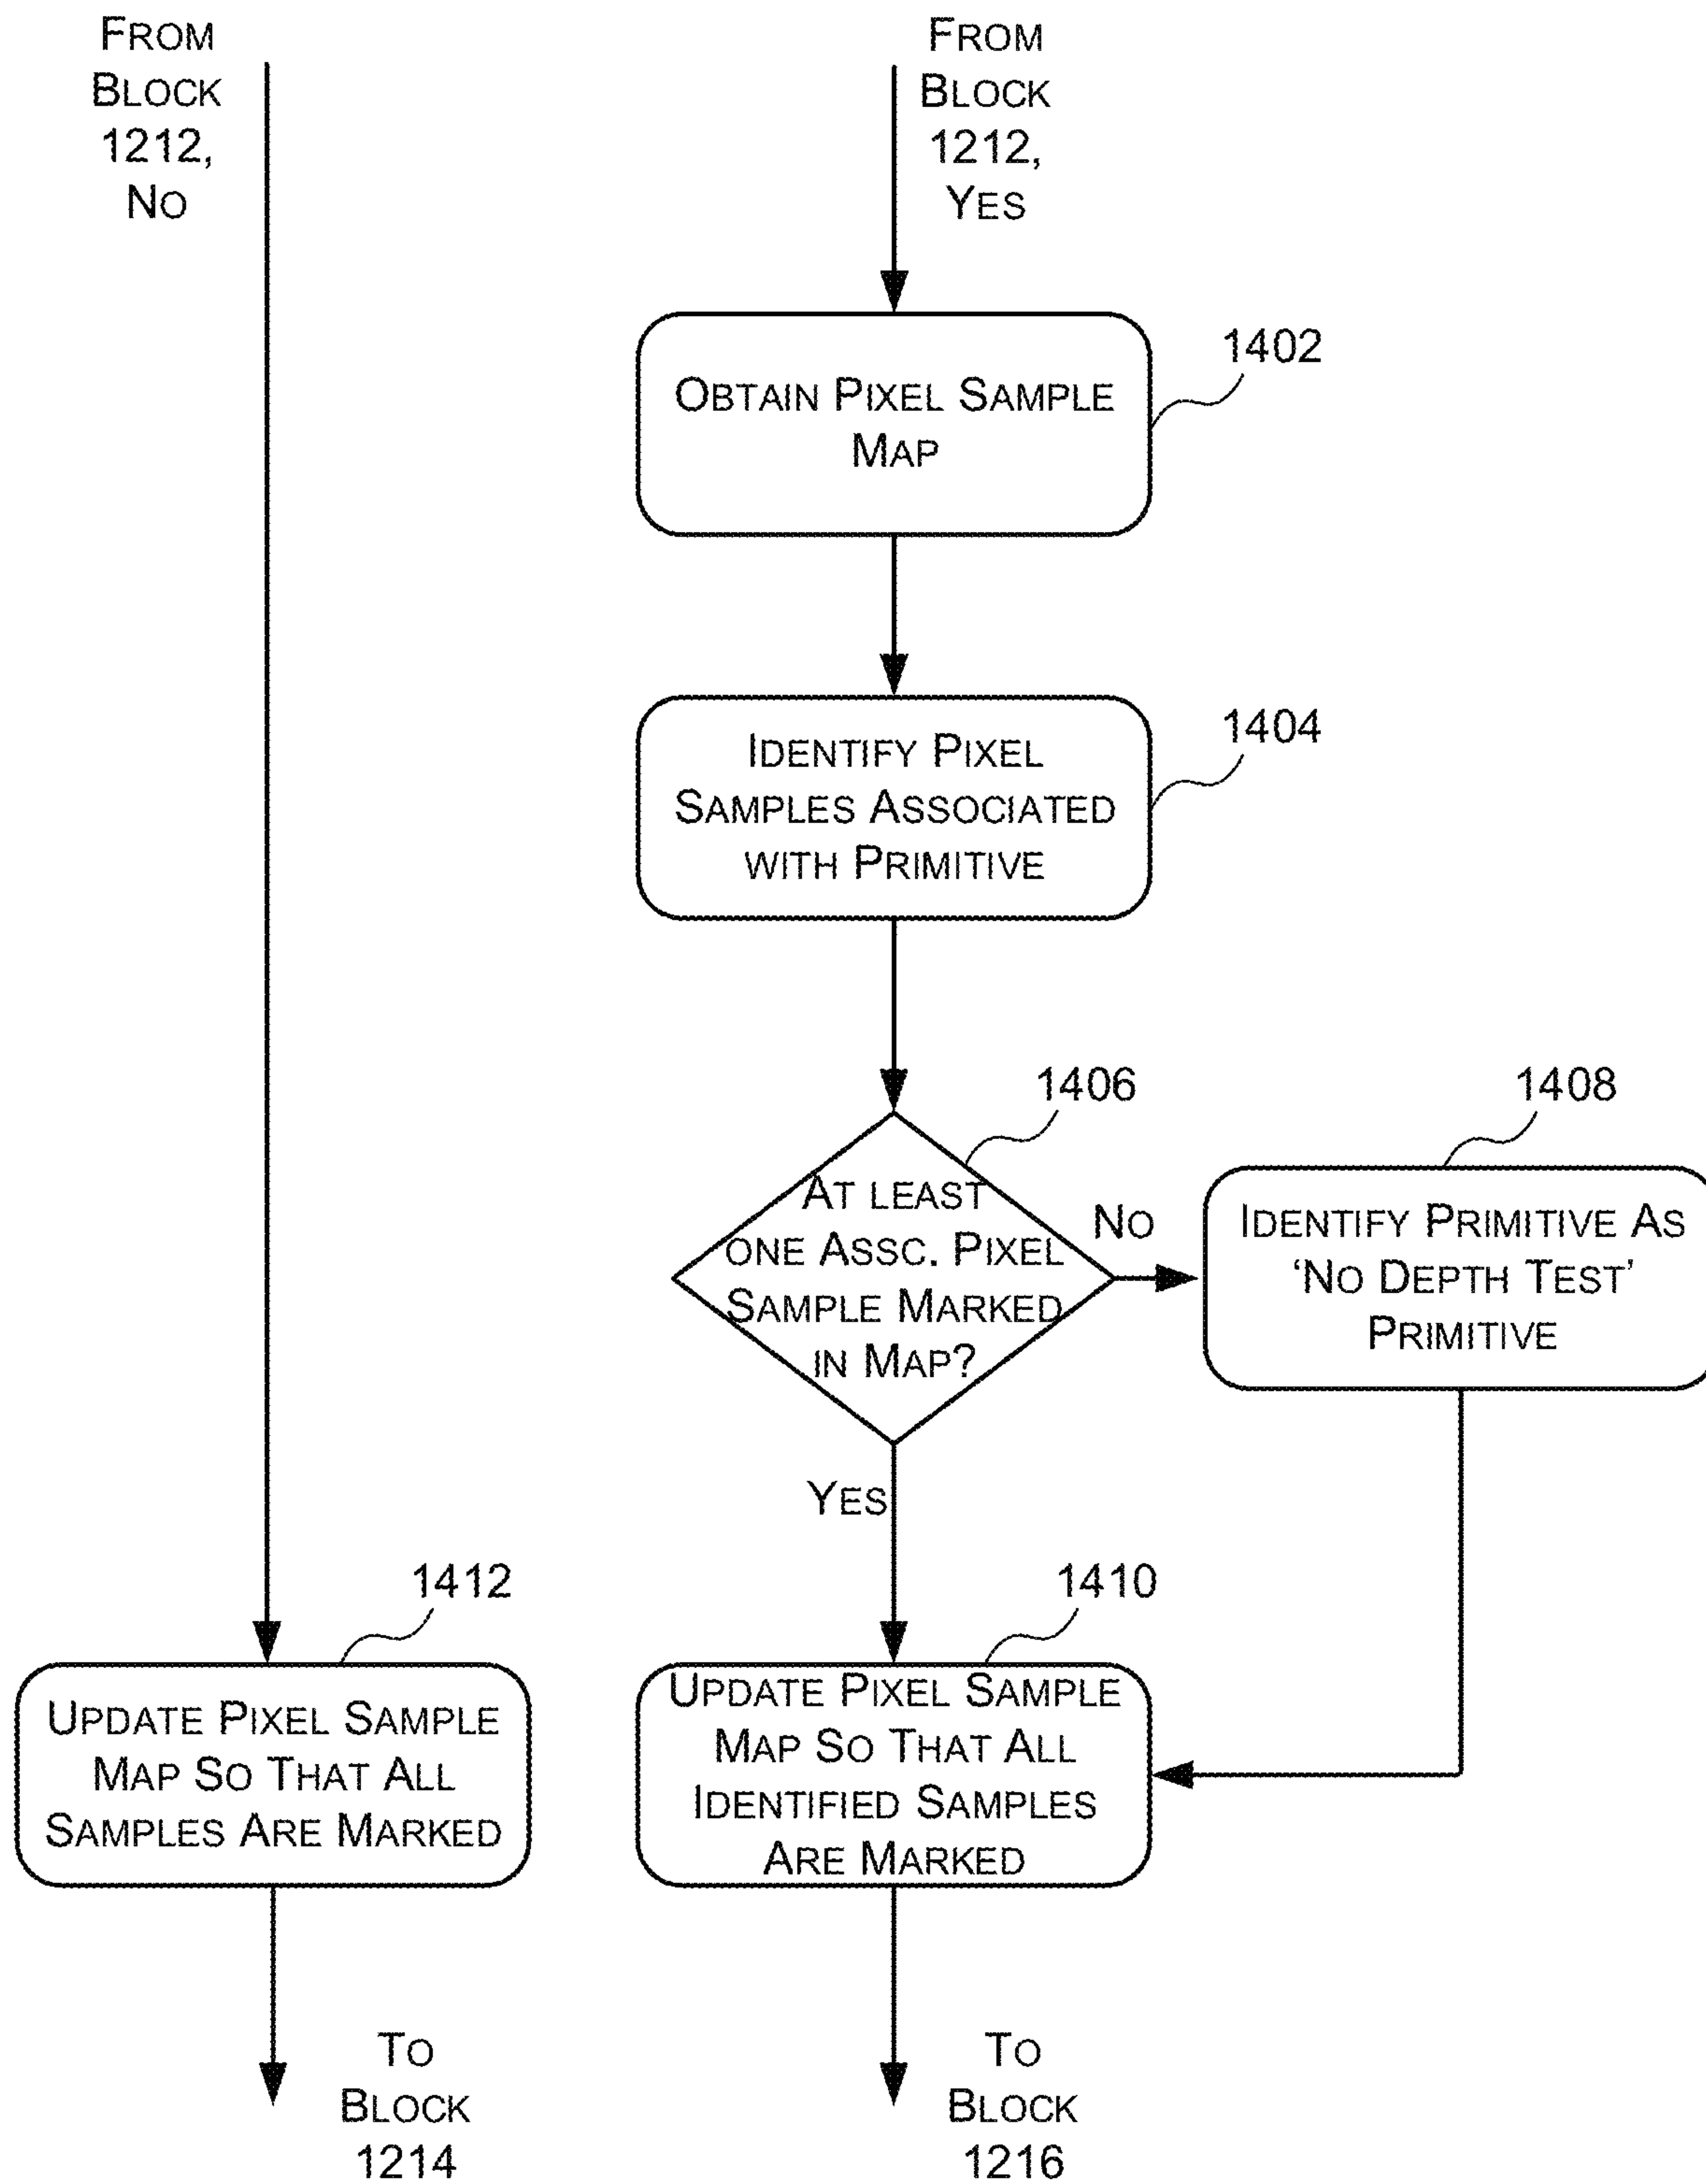 From
Block
1212,
No
From
Block
1212,
Yes
1402
Obtain Pixel Sample
Map
1404
Identify Pixel
Samples Associated
with Primitive
1406
At least
one Assc. Pixel
Sample Marked
in Map?
No
1408
Identify Primitive As
‘No Depth Test’
Primitive
Yes
1412
Update Pixel Sample
Map So That All
Samples Are Marked
1410
Update Pixel Sample
Map So That All
Identified Samples
Are Marked
To
Block
1214
To
Block
1216